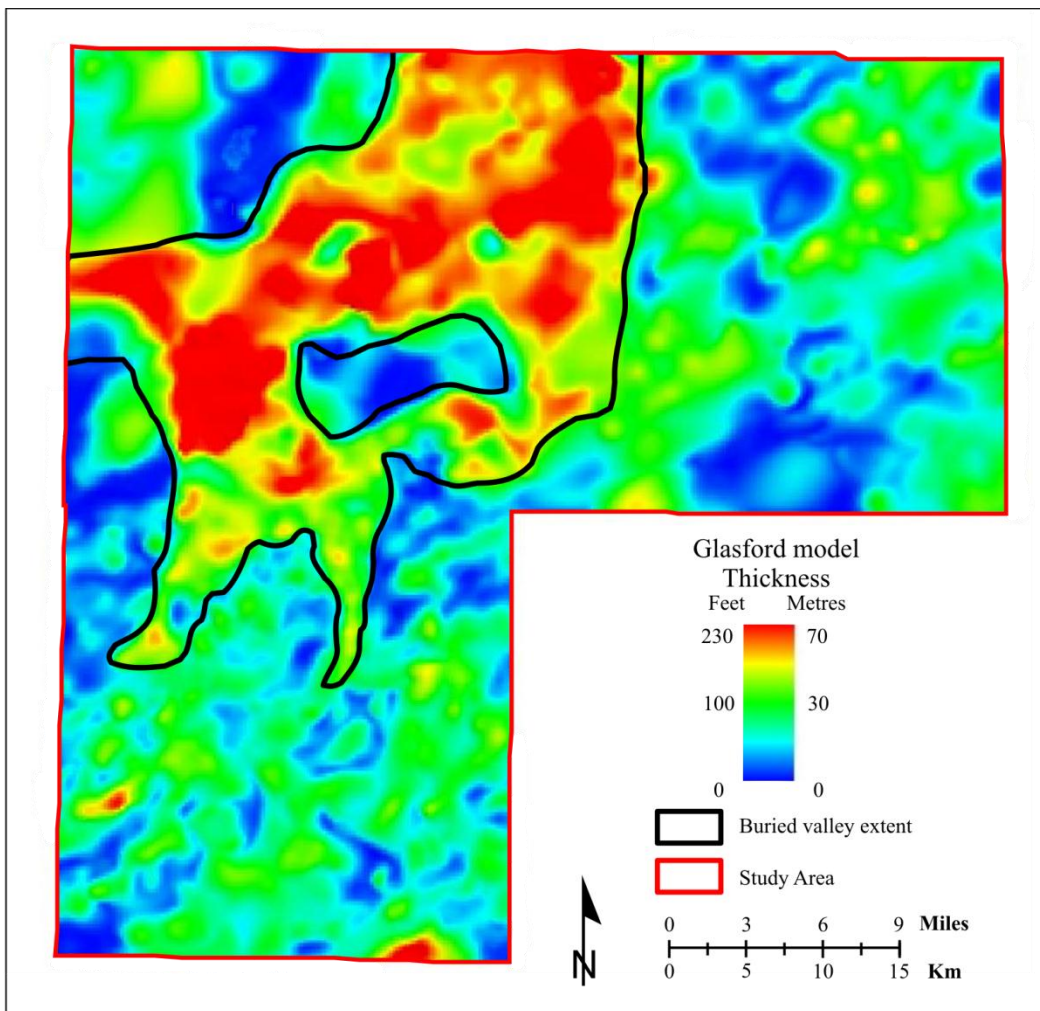 Glasford model
Thickness
Feet Metres
230 70
100 30
0 0
Buried valley extent
Study Area
N
0 3 6 9 Miles
0 5 10 15 Km